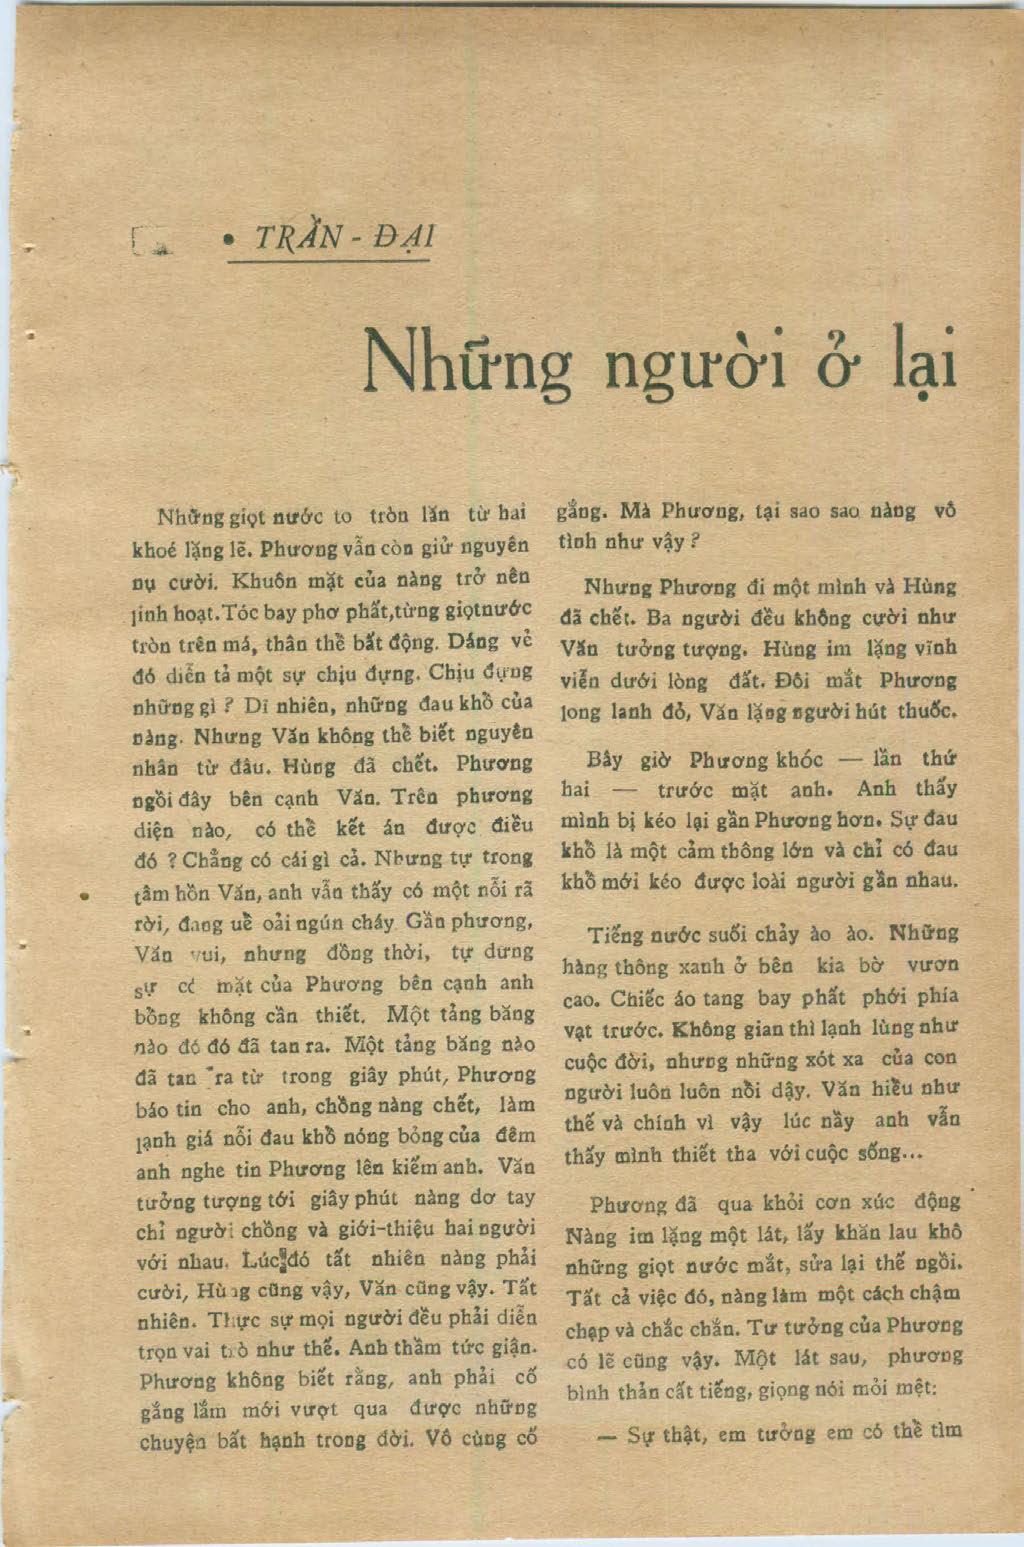 • TRẦN - ĐẠI
Những người ở lại
Những giọt nước to tròn lăn từ hai
khoé lặng lẽ. Phương vẫn còn giữ nguyên
nụ cười. Khuôn mặt của nàng trở nên
linh hoạt. Tóc bay phơ phất, từng giọt nước
tròn trên má, thân thể bất động. Dáng vẻ
đó diễn tả một sự chịu đựng. Chịu đựng
những gì ? Dĩ nhiên, những đau khổ của
nàng. Nhưng Văn không thể biết nguyên
nhân từ đâu. Hùng đã chết. Phương
ngồi đây bên cạnh Văn. Trên phương
diện nào, có thể kết án được điều
đó ? Chẳng có cái gì cả. Nhưng tự trong
tâm hồn Văn, anh vẫn thấy có một nỗi rã
rời, đang uể oải ngún cháy. Gần phương,
Văn vui, nhưng đồng thời, tự dưng
sự có mặt của Phương bên cạnh anh
bỗng không cần thiết. Một tảng băng
nào đó đó đã tan ra. Một tảng băng nào
đã tan ra từ trong giây phút, Phương
báo tin cho anh, chồng nàng chết, làm
lạnh giá nỗi đau khổ nóng bỏng của đêm
anh nghe tin Phương lên kiếm anh. Văn
tưởng tượng tới giây phút nàng dơ tay
chỉ người chồng và giới-thiệu hai người
với nhau. Lúc đó tất nhiên nàng phải
cười, Hùng cũng vậy, Văn cũng vậy. Tất
nhiên. Thực sự mọi người đều phải diễn
trọn vai trò như thế. Anh thầm tức giận.
Phương không biết rằng, anh phải cố
gắng lắm mới vượt qua được những
chuyện bất hạnh trong đời. Vô cùng cố
gắng. Mà Phương, tại sao sao nàng vô
tình như vậy ?
Nhưng Phương đi một mình và Hùng
đã chết. Ba người đều không cười như
Văn tưởng tượng. Hùng im lặng vĩnh
viễn dưới lòng đất. Đôi mắt Phương
long lanh đỏ, Văn lặng người hút thuốc.
Bây giờ Phương khóc — lần thứ
hai — trước mặt anh. Anh thấy
mình bị kéo lại gần Phương hơn. Sự đau
khổ là một cảm thông lớn và chỉ có đau
khổ mới kéo được loài người gần nhau.
Tiếng nước suối chảy ào ào. Những
hàng thông xanh ở bên kia bờ vươn
cao. Chiếc áo tang bay phất phới phía
vạt trước. Không gian thì lạnh lùng như
cuộc đời, nhưng những xót xa của con
người luôn luôn nổi dậy. Văn hiểu như
thế và chính vì vậy lúc nầy anh vẫn
thấy mình thiết tha với cuộc sống...
Phương đã qua khỏi cơn xúc động
Nàng im lặng một lát, lấy khăn lau khô
những giọt nước mắt, sửa lại thế ngồi.
Tất cả việc đó, nàng làm một cách chậm
chạp và chắc chắn. Tư tưởng của Phương
có lẽ cũng vậy. Một lát sau, phương
bình thản cất tiếng, giọng nói mỏi mệt:
— Sự thật, em tưởng em có thể tìm